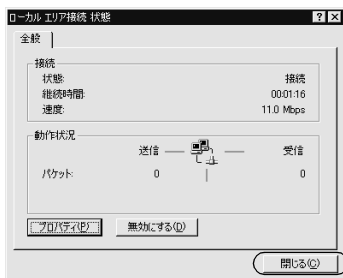 ローカル エリア接続 状態
全般
接続
状態: 接続
継続時間: 00:01:16
速度: 11.0 Mbps
動作状況
送信 受信
パケット: 0 0
プロパティ(P) 無効にする(D)
閉じる(C)